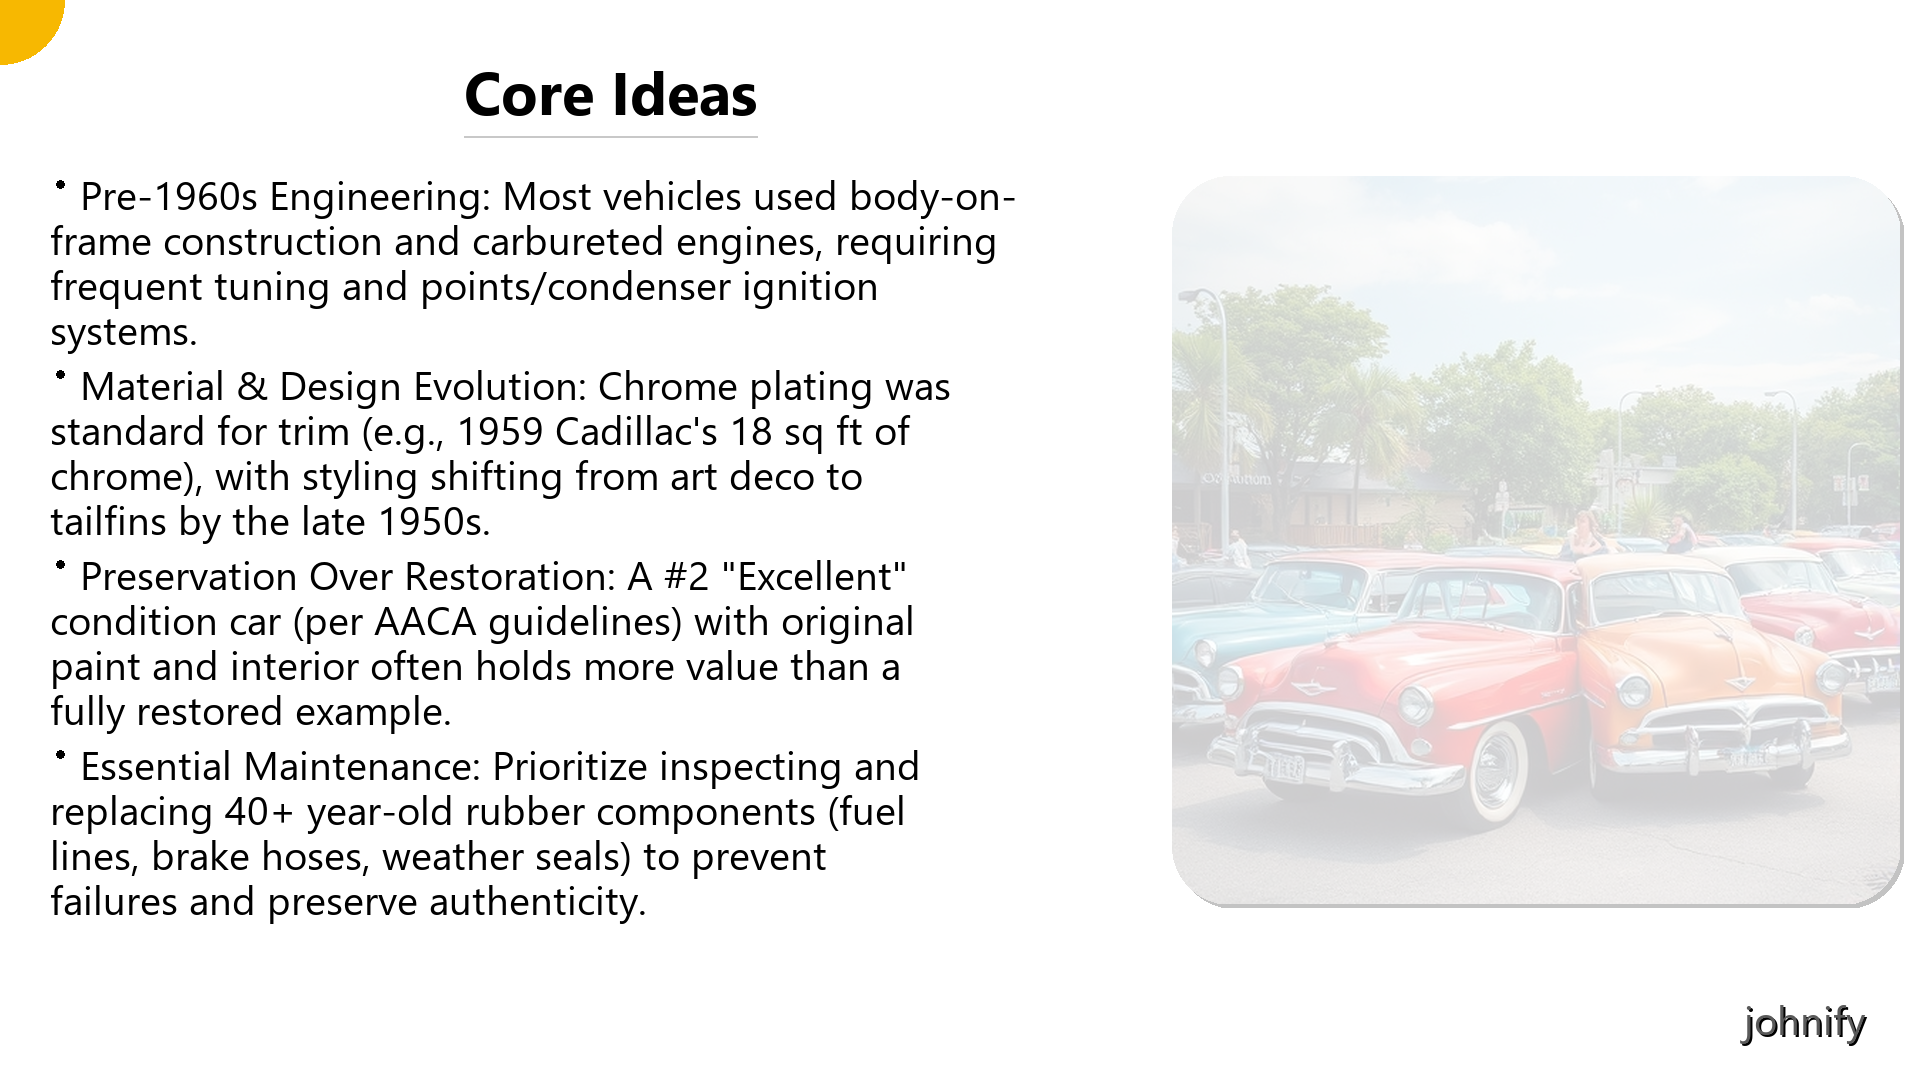 Core Ideas
• Pre-1960s Engineering: Most vehicles used body-on-
frame construction and carbureted engines, requiring
frequent tuning and points/condenser ignition
systems.
• Material & Design Evolution: Chrome plating was
standard for trim (e.g., 1959 Cadillac's 18 sq ft of
chrome), with styling shifting from art deco to
tailfins by the late 1950s.
• Preservation Over Restoration: A #2 "Excellent"
condition car (per AACA guidelines) with original
paint and interior often holds more value than a
fully restored example.
• Essential Maintenance: Prioritize inspecting and
replacing 40+ year-old rubber components (fuel
lines, brake hoses, weather seals) to prevent
failures and preserve authenticity.
johnify